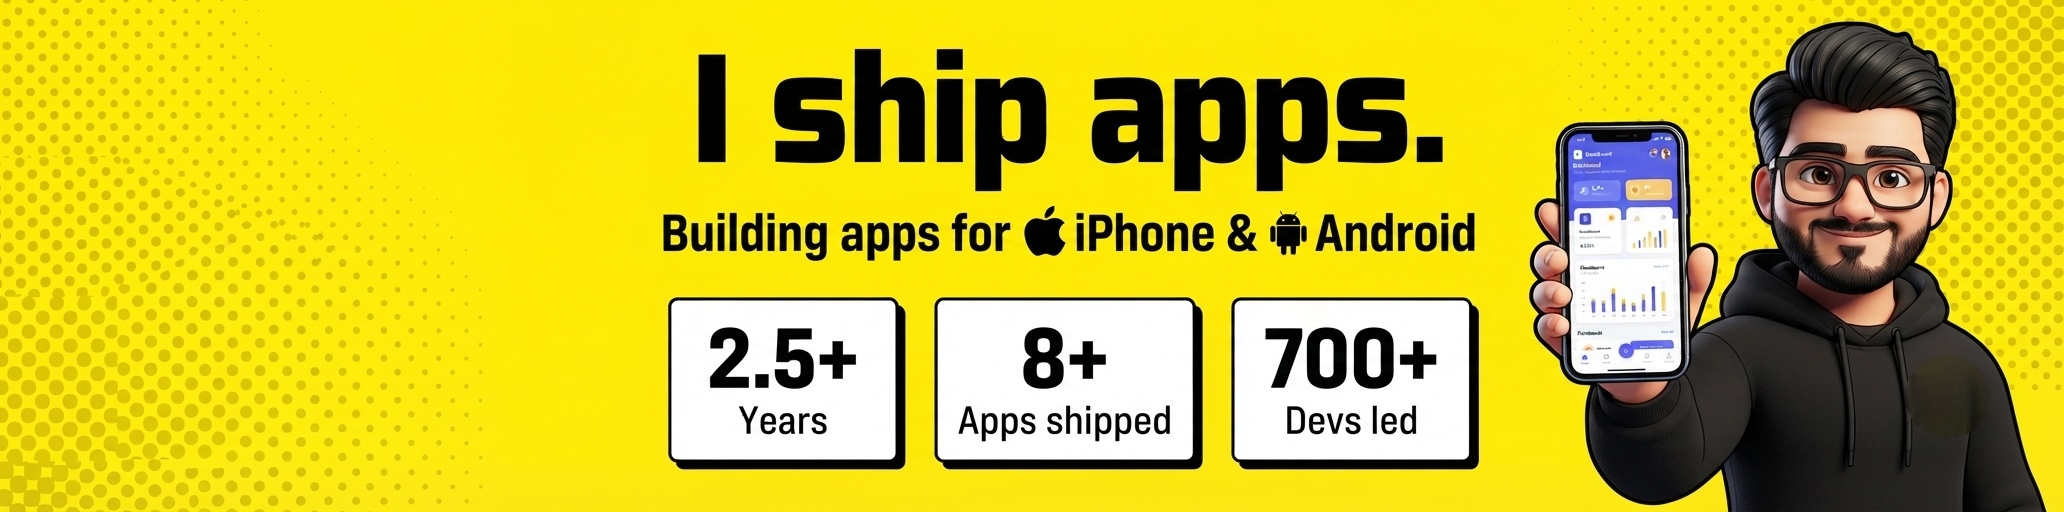 I ship apps.
Building apps for iPhone & Android
2.5+
Years
8+
Apps shipped
700+
Devs led